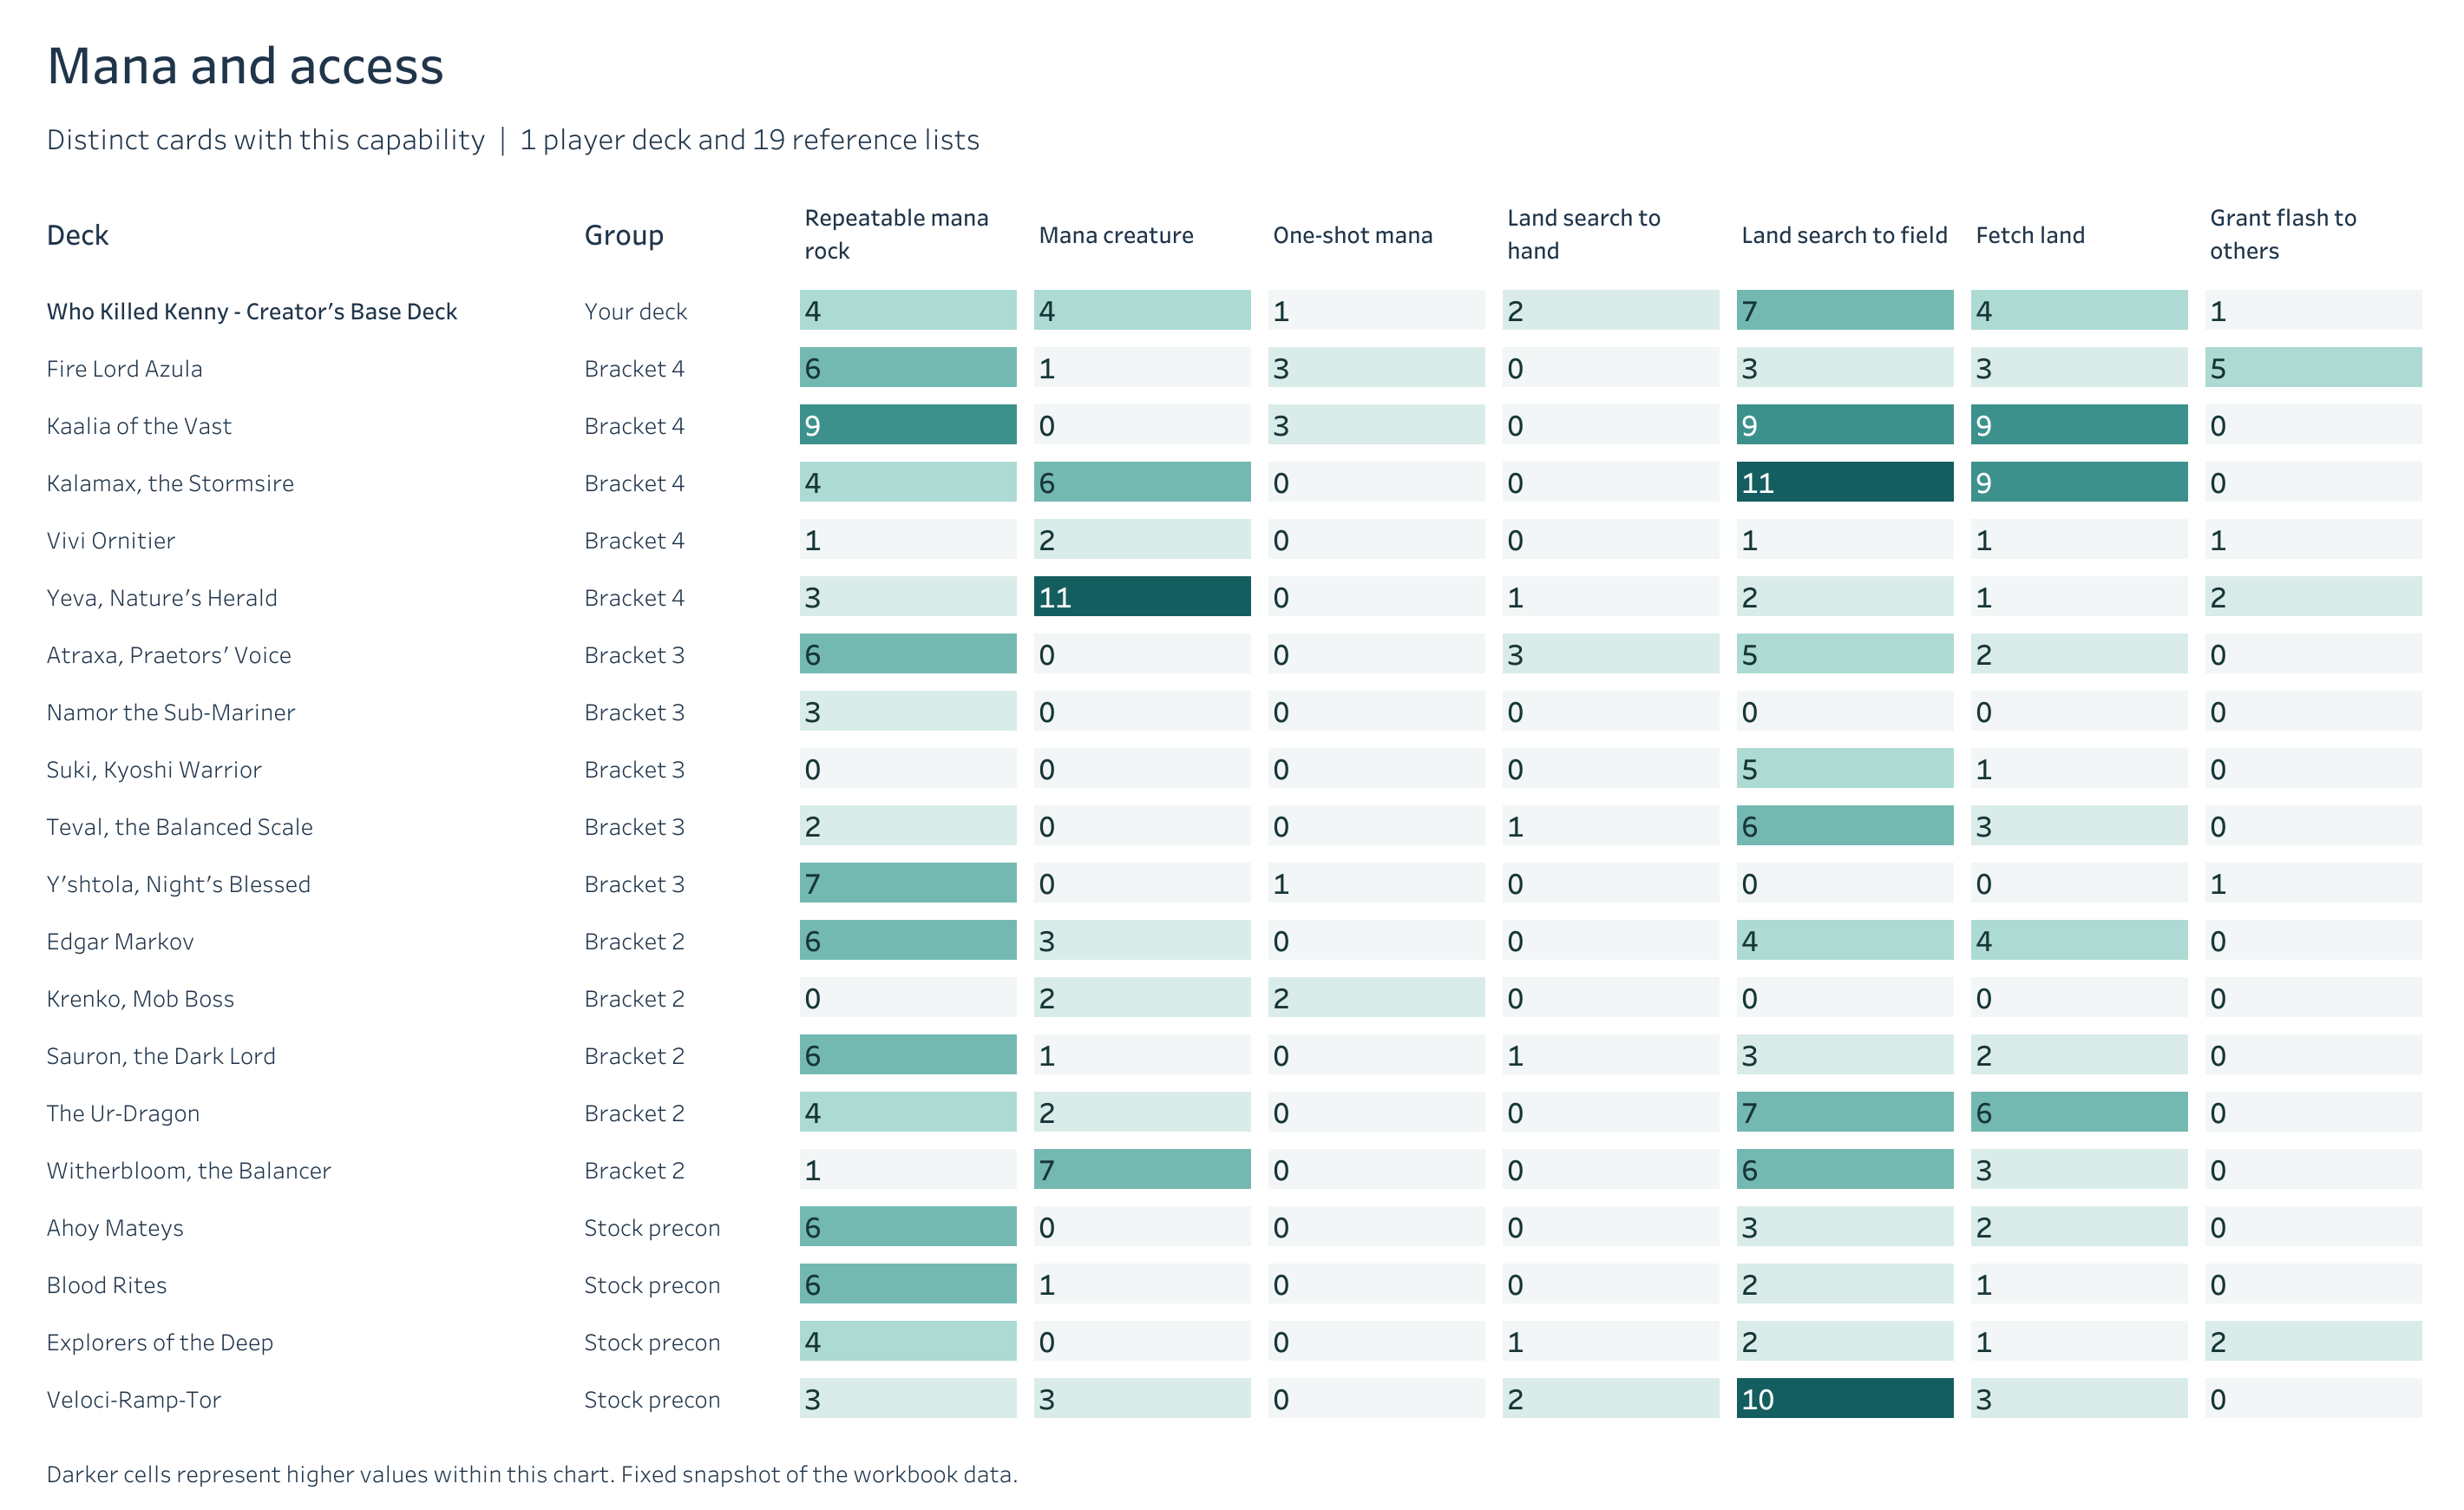 Mana and access
Distinct cards with this capability | 1 player deck and 19 reference lists
Deck Group Repeatable mana rock Mana creature One-shot mana Land search to hand Land search to field Fetch land Grant flash to others
Who Killed Kenny - Creator’s Base Deck Your deck 4 4 1 2 7 4 1
Fire Lord Azula Bracket 4 6 1 3 0 3 3 5
Kaalia of the Vast Bracket 4 9 0 3 0 9 9 0
Kalamax, the Stormsire Bracket 4 4 6 0 0 11 9 0
Vivi Ornitier Bracket 4 1 2 0 0 1 1 1
Yeva, Nature’s Herald Bracket 4 3 11 0 1 2 1 2
Atraxa, Praetors’ Voice Bracket 3 6 0 0 3 5 2 0
Namor the Sub-Mariner Bracket 3 3 0 0 0 0 0 0
Suki, Kyoshi Warrior Bracket 3 0 0 0 0 5 1 0
Teval, the Balanced Scale Bracket 3 2 0 0 1 6 3 0
Y’shtola, Night’s Blessed Bracket 3 7 0 1 0 0 0 1
Edgar Markov Bracket 2 6 3 0 0 4 4 0
Krenko, Mob Boss Bracket 2 0 2 2 0 0 0 0
Sauron, the Dark Lord Bracket 2 6 1 0 1 3 2 0
The Ur-Dragon Bracket 2 4 2 0 0 7 6 0
Witherbloom, the Balancer Bracket 2 1 7 0 0 6 3 0
Ahoy Mateys Stock precon 6 0 0 0 3 2 0
Blood Rites Stock precon 6 1 0 0 2 1 0
Explorers of the Deep Stock precon 4 0 0 1 2 1 2
Veloci-Ramp-Tor Stock precon 3 3 0 2 10 3 0
Darker cells represent higher values within this chart. Fixed snapshot of the workbook data.